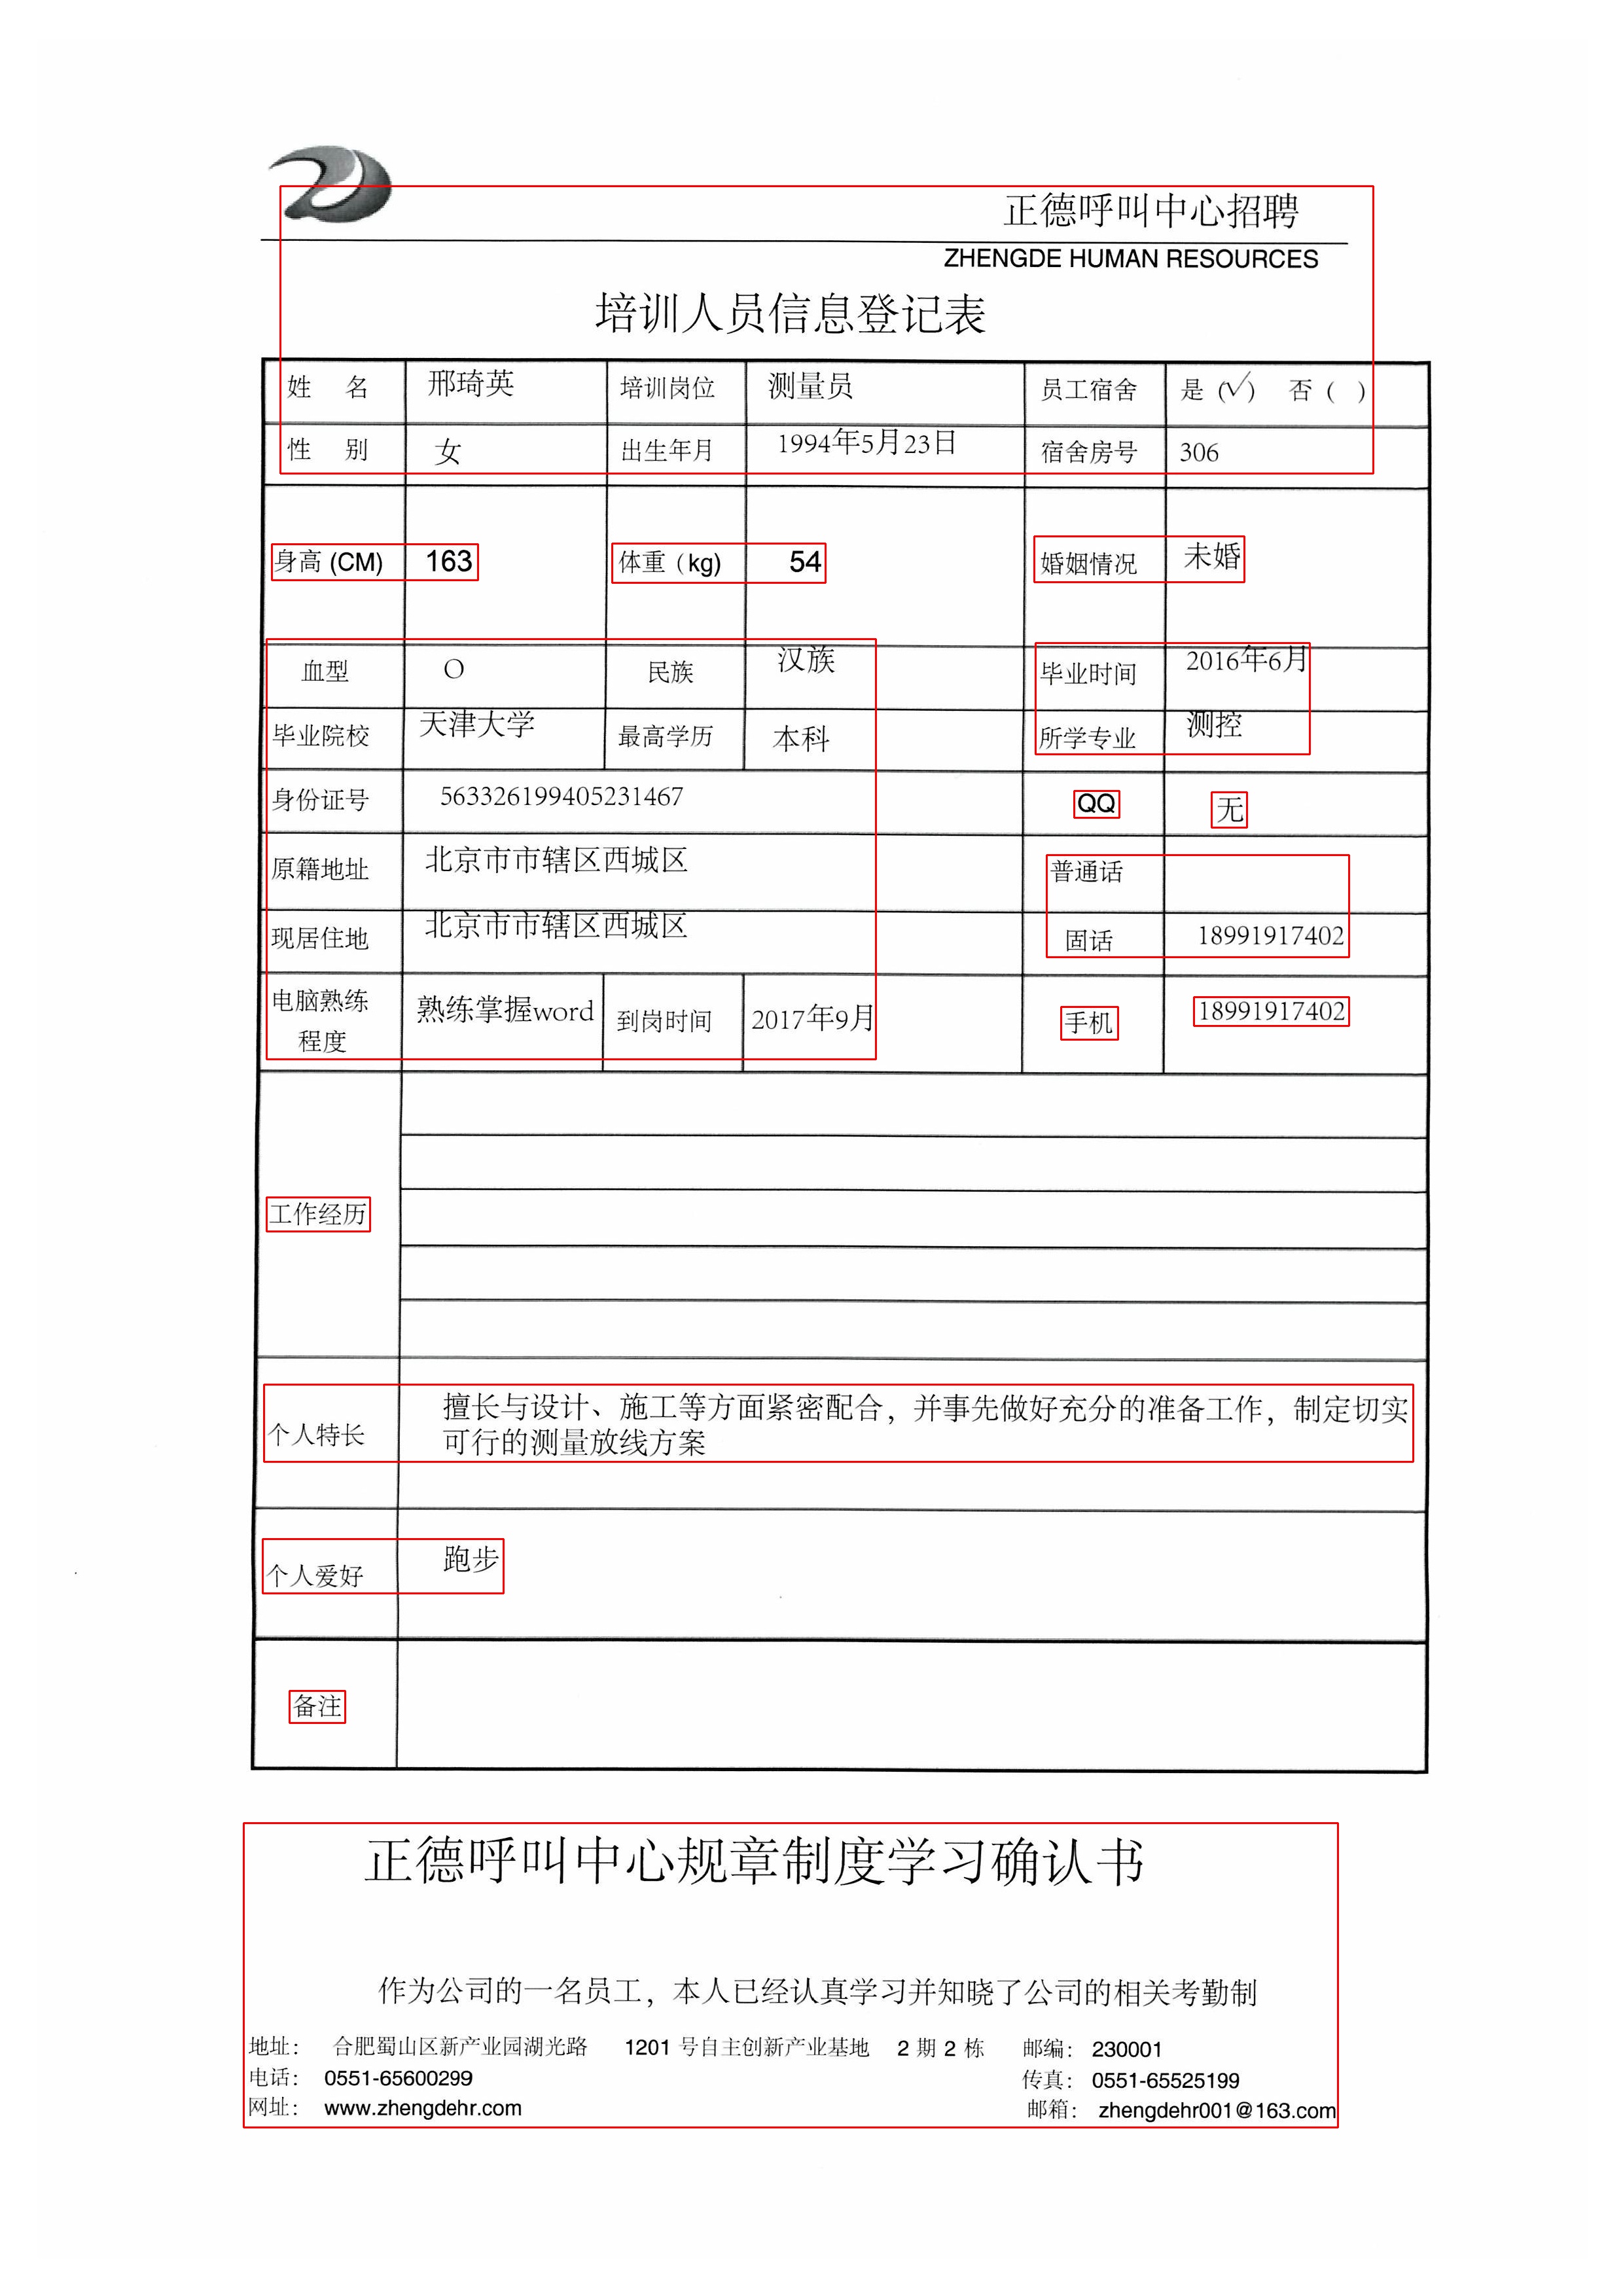 正德呼叫中心招聘
ZHENGDE HUMAN RESOURCES
培训人员信息登记表
姓 名 邢琦英 培训岗位 测量员 员工宿舍 是 (√) 否 ( )
性 别 女 出生年月 1994年5月23日 宿舍房号 306
身高 (CM) 163 体重 (kg) 54 婚姻情况 未婚
血型 O 民族 汉族 毕业时间 2016年6月
毕业院校 天津大学 最高学历 本科 所学专业 测控
身份证号 563326199405231467 QQ 无
原籍地址 北京市市辖区西城区 普通话
现居住地 北京市市辖区西城区 固话 18991917402
电脑熟练
程度 熟练掌握word 到岗时间 2017年9月 手机 18991917402
工作经历
个人特长 擅长与设计、施工等方面紧密配合，并事先做好充分的准备工作，制定切实
可行的测量放线方案
个人爱好 跑步
备注
正德呼叫中心规章制度学习确认书
作为公司的一名员工，本人已经认真学习并知晓了公司的相关考勤制
地址： 合肥蜀山区新产业园湖光路 1201 号自主创新产业基地 2 期 2 栋 邮编： 230001
电话： 0551-65600299 传真： 0551-65525199
网址： www.zhengdehr.com 邮箱： zhengdehr001@163.com